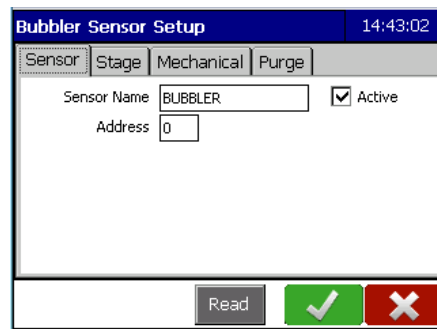 Bubbler Sensor Setup 14:43:02
Sensor Stage Mechanical Purge
Sensor Name BUBBLER Active
Address 0
Read